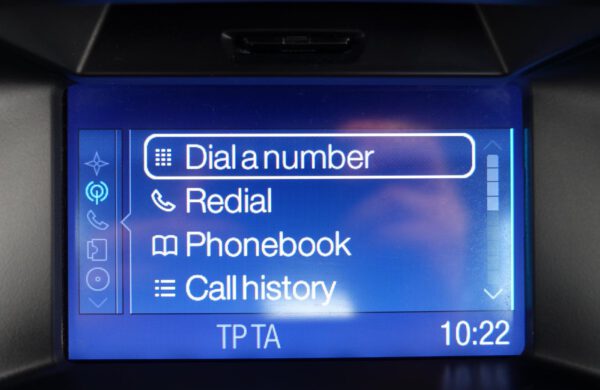 Dial a number
Redial
Phonebook
Call history
TP TA
10:22